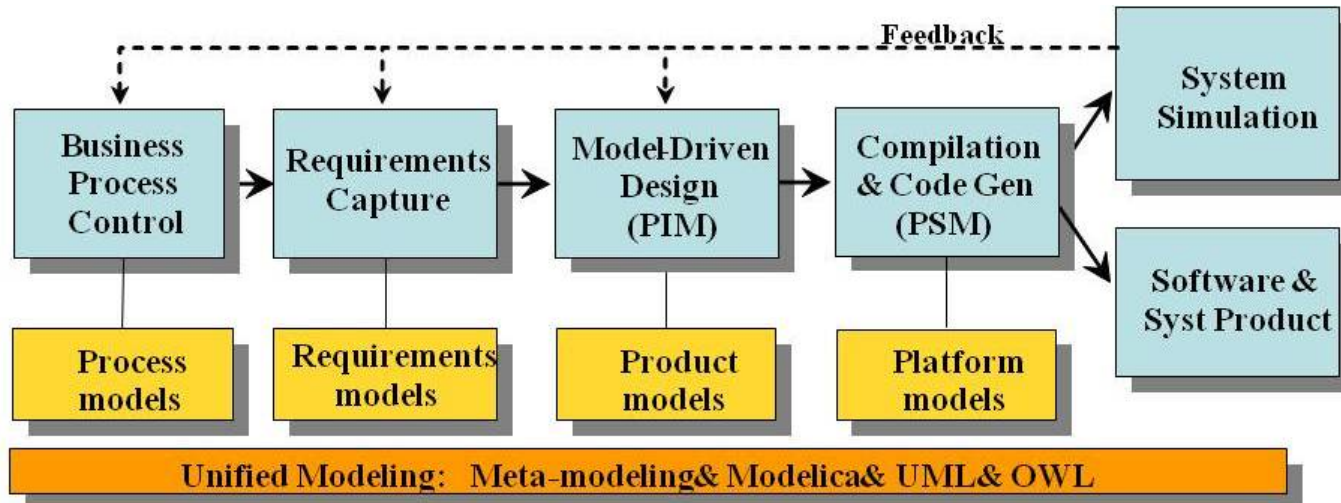 Feedback
Business
Process
Control
Requirements
Capture
Model-Driven
Design
(PIM)
Compilation
& Code Gen
(PSM)
System
Simulation
Software &
Syst Product
Process
models
Requirements
models
Product
models
Platform
models
Unified Modeling: Meta-modeling& Modelica& UML& OWL